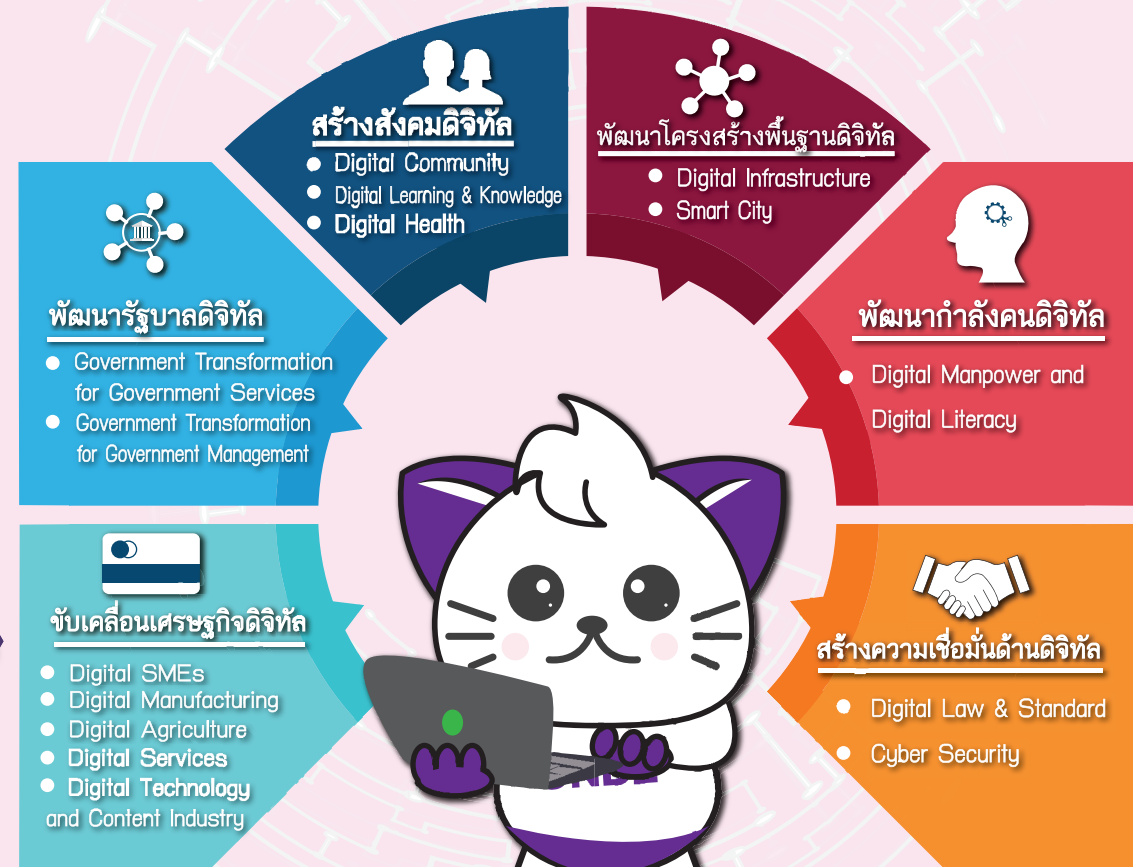 สร้างสังคมดิจิทัล
Digital Community
Digital Learning & Knowledge
Digital Health
พัฒนาโครงสร้างพื้นฐานดิจิทัล
Digital Infrastructure
Smart City
พัฒนารัฐบาลดิจิทัล
Government Transformation
for Government Services
Government Transformation
for Government Management
พัฒนากำลังคนดิจิทัล
Digital Manpower and
Digital Literacy
ขับเคลื่อนเศรษฐกิจดิจิทัล
Digital SMEs
Digital Manufacturing
Digital Agriculture
Digital Services
Digital Technology
and Content Industry
สร้างความเชื่อมั่นด้านดิจิทัล
Digital Law & Standard
Cyber Security